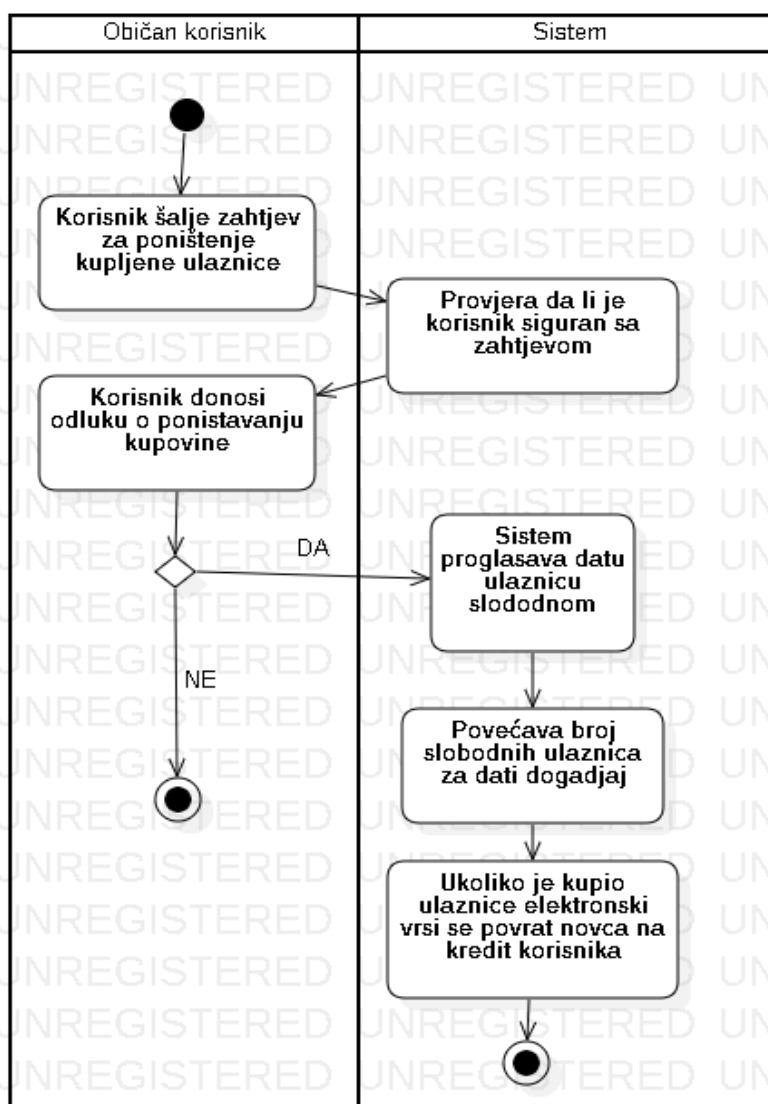 Običan korisnik
Sistem
Korisnik šalje zahtjev
za poništenje
kupljene ulaznice
Provjera da li je
korisnik siguran sa
zahtjevom
Korisnik donosi
odluku o ponistavanju
kupovine
DA
Sistem
proglasava datu
ulaznicu
slododnom
NE
Povećava broj
slobodnih ulaznica
za dati dogadjaj
Ukoliko je kupio
ulaznice elektronski
vrsi se povrat novca na
kredit korisnika
UNREGISTERED UNREGISTERED UN